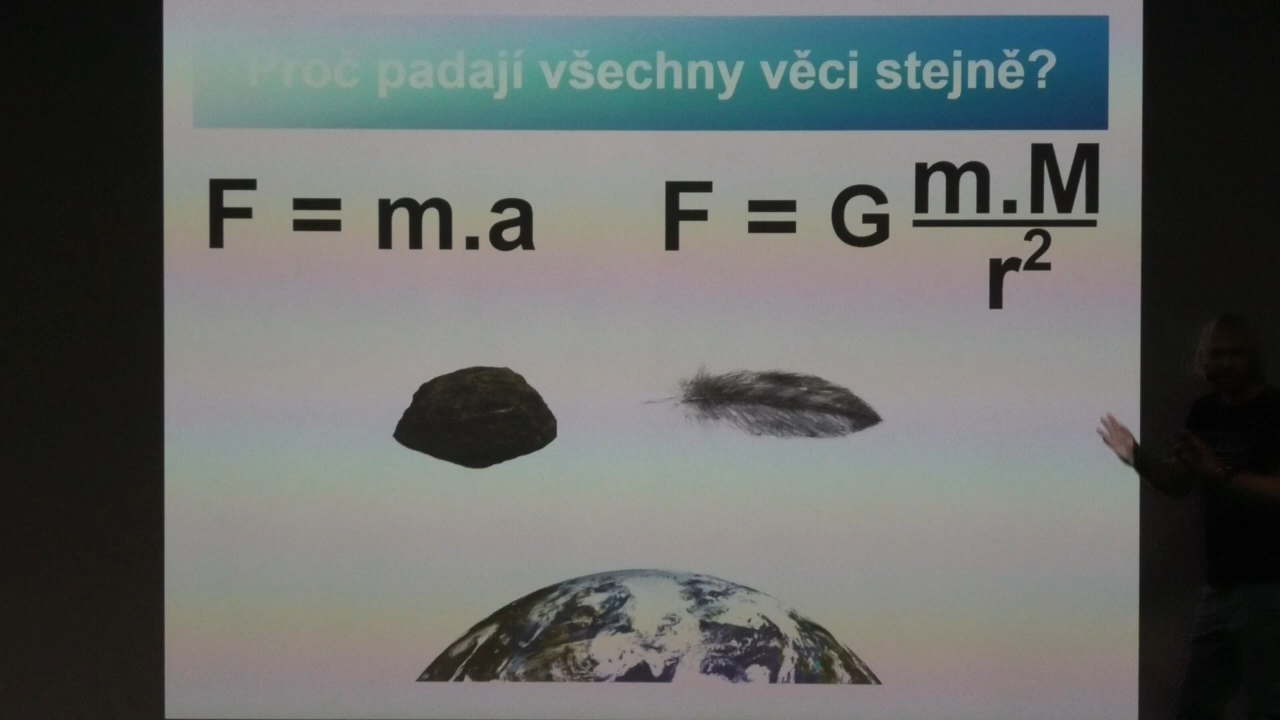 Proč padají všechny věci stejně?
F = m.a
F = G m.M / r²